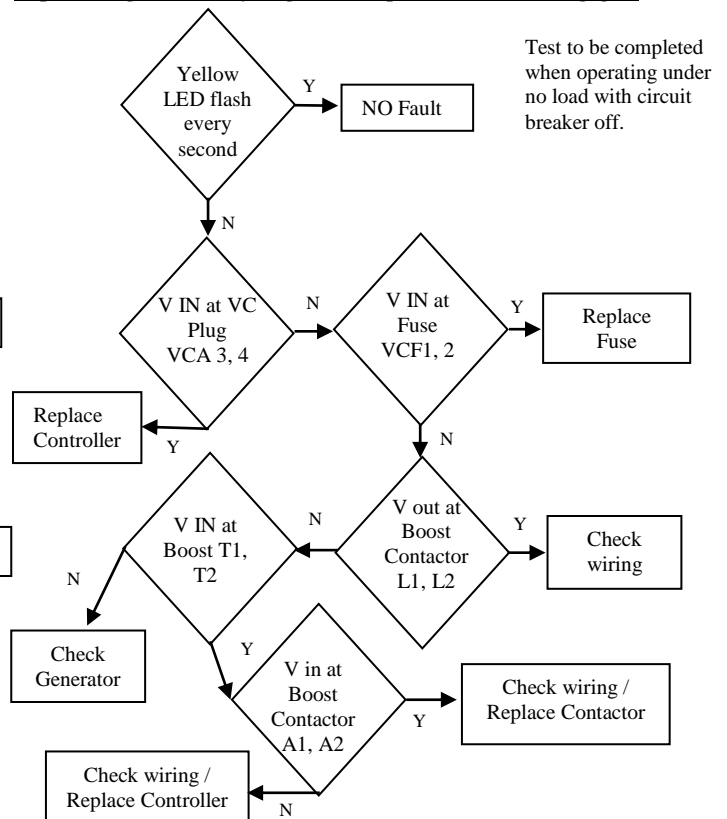 Test to be completed
when operating under
no load with circuit
breaker off.
Yellow
LED flash
every
second
Y
NO Fault
N
V IN at VC
Plug
VCA 3, 4
N
V IN at
Fuse
VCF1, 2
Y
Replace
Fuse
Replace
Controller
Y
N
V IN at
Boost T1,
T2
N
V out at
Boost
Contactor
L1, L2
Y
Check
wiring
N
Check
Generator
Y
V in at
Boost
Contactor
A1, A2
Y
Check wiring /
Replace Contactor
Check wiring /
Replace Controller
N